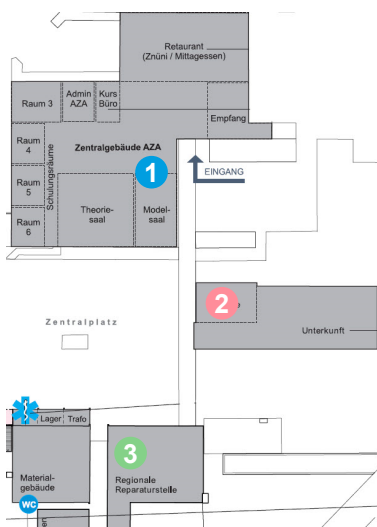 Retaurant
(Znüni / Mittagessen)
Raum 3
Admin
AZA
Kurs
Büro
Empfang
Raum
4
Zentralgebäude AZA
Schulungsräume
1
EINGANG
Raum
5
Raum
6
Theorie-
saal
Model-
saal
2
Zentralplatz
Unterkunft
Lager
Trafo
3
Material-
gebäude
Regionale
Reparaturstelle
WC